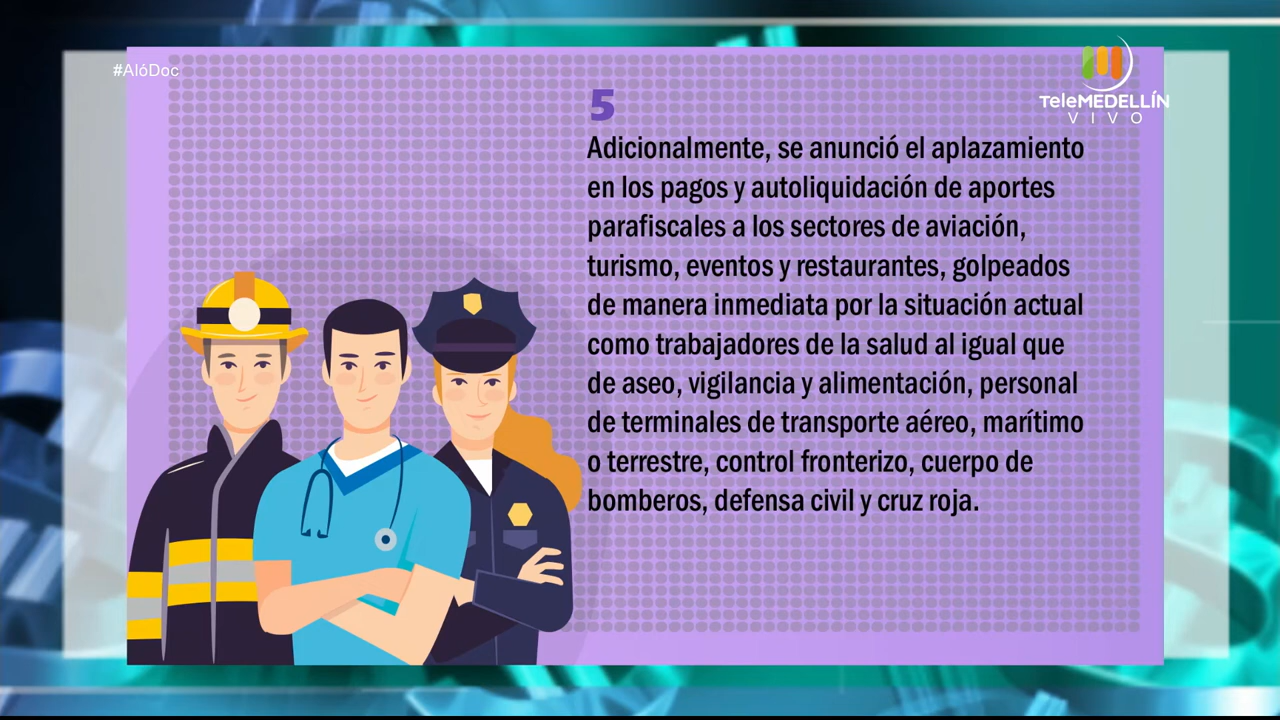 #AlóDoc
TeleMEDELLÍN
VIVO
5
Adicionalmente, se anunció el aplazamiento
en los pagos y autoliquidación de aportes
parafiscales a los sectores de aviación,
turismo, eventos y restaurantes, golpeados
de manera inmediata por la situación actual
como trabajadores de la salud al igual que
de aseo, vigilancia y alimentación, personal
de terminales de transporte aéreo, marítimo
o terrestre, control fronterizo, cuerpo de
bomberos, defensa civil y cruz roja.